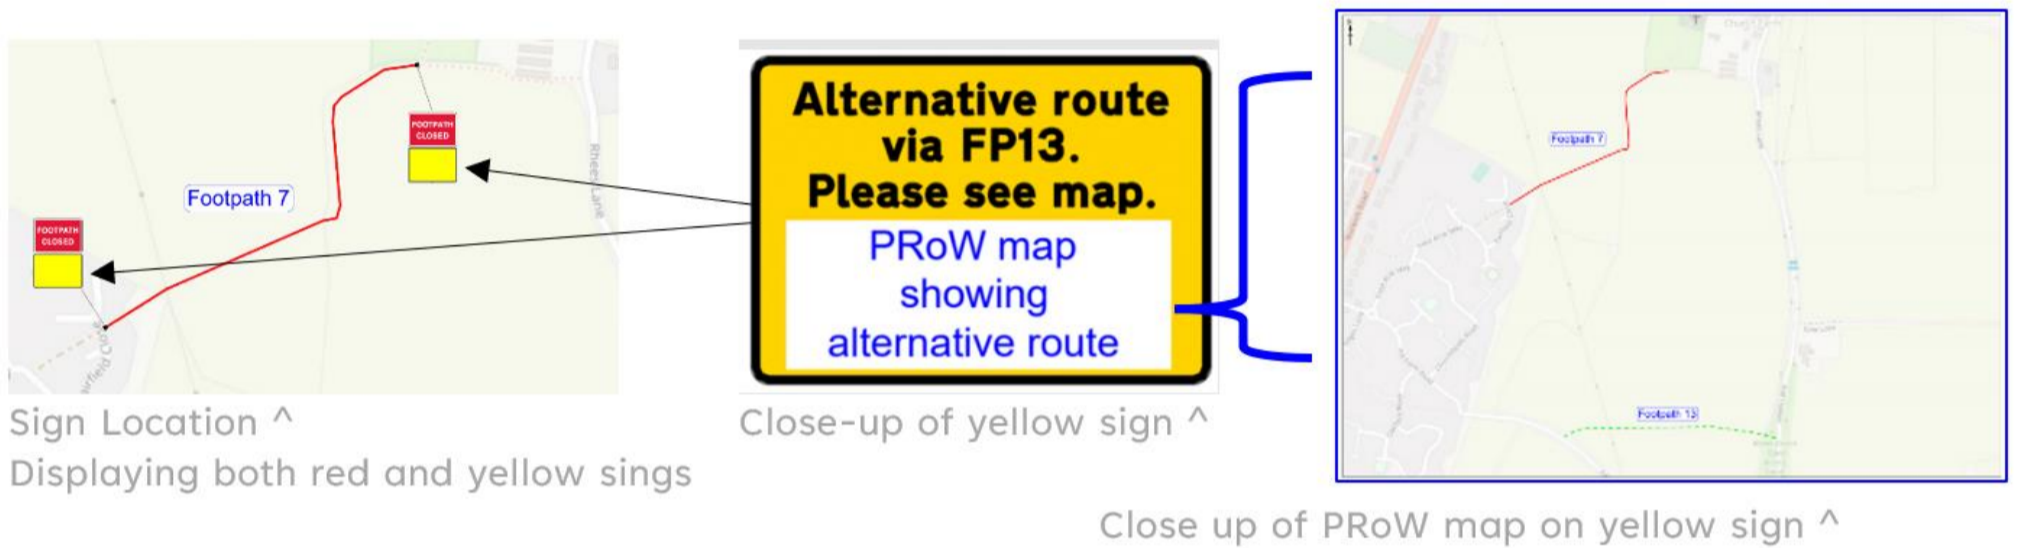 FOOTPATH
CLOSED
Footpath 7
Rhees Lane
FOOTPATH
CLOSED
Sign Location ^
Displaying both red and yellow sings
Alternative route
via FP13.
Please see map.
PRoW map
showing
alternative route
Close-up of yellow sign ^
Footpath 7
Footpath 13
Close up of PRoW map on yellow sign ^